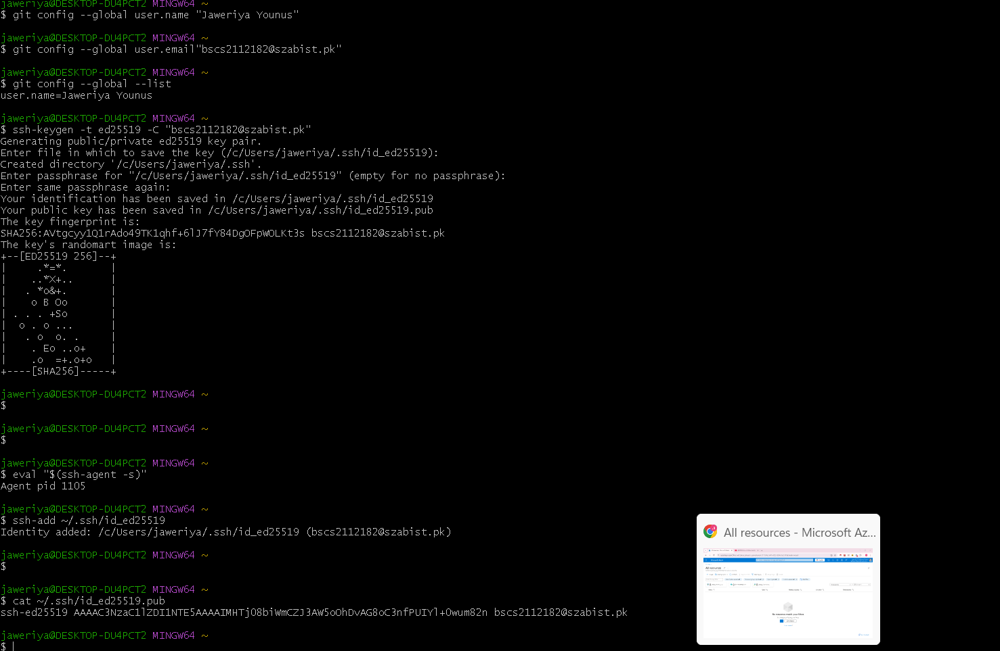 jaweriya@DESKTOP-DU4PCT2 MINGW64 ~
$ git config --global user.name "Jaweriya Younus"
jaweriya@DESKTOP-DU4PCT2 MINGW64 ~
$ git config --global user.email"bscs2112182@szabist.pk"
jaweriya@DESKTOP-DU4PCT2 MINGW64 ~
$ git config --global --list
user.name=Jaweriya Younus
jaweriya@DESKTOP-DU4PCT2 MINGW64 ~
$ ssh-keygen -t ed25519 -C "bscs2112182@szabist.pk"
Generating public/private ed25519 key pair.
Enter file in which to save the key (/c/Users/jaweriya/.ssh/id_ed25519):
Created directory '/c/Users/jaweriya/.ssh'.
Enter passphrase for "/c/Users/jaweriya/.ssh/id_ed25519" (empty for no passphrase):
Enter same passphrase again:
Your identification has been saved in /c/Users/jaweriya/.ssh/id_ed25519
Your public key has been saved in /c/Users/jaweriya/.ssh/id_ed25519.pub
The key fingerprint is:
SHA256:AVtgcyy1Q1rAdo49TK1qhf+6lJ7fY84DgOFpWOLKt3s bscs2112182@szabist.pk
The key's randomart image is:
+--[ED25519 256]--+
|     .*=*.       |
|    ..*X+..      |
|   . *o&+.       |
|    o B Oo       |
| . . . +So       |
|  o . o ...      |
|   . o  o. .     |
|    . Eo ..o+    |
|    .o  =+.o+o   |
+----[SHA256]-----+
jaweriya@DESKTOP-DU4PCT2 MINGW64 ~
$
jaweriya@DESKTOP-DU4PCT2 MINGW64 ~
$
jaweriya@DESKTOP-DU4PCT2 MINGW64 ~
$ eval "$(ssh-agent -s)"
Agent pid 1105
jaweriya@DESKTOP-DU4PCT2 MINGW64 ~
$ ssh-add ~/.ssh/id_ed25519
Identity added: /c/Users/jaweriya/.ssh/id_ed25519 (bscs2112182@szabist.pk)
jaweriya@DESKTOP-DU4PCT2 MINGW64 ~
$
jaweriya@DESKTOP-DU4PCT2 MINGW64 ~
$ cat ~/.ssh/id_ed25519.pub
ssh-ed25519 AAAAC3NzaC1lZDI1NTE5AAAAIMHTjO8biWmCZJ3AW5oOhDvAG8oC3nfPUIYl+Owum82n bscs2112182@szabist.pk
jaweriya@DESKTOP-DU4PCT2 MINGW64 ~
$
All resources - Microsoft Az...
All resources